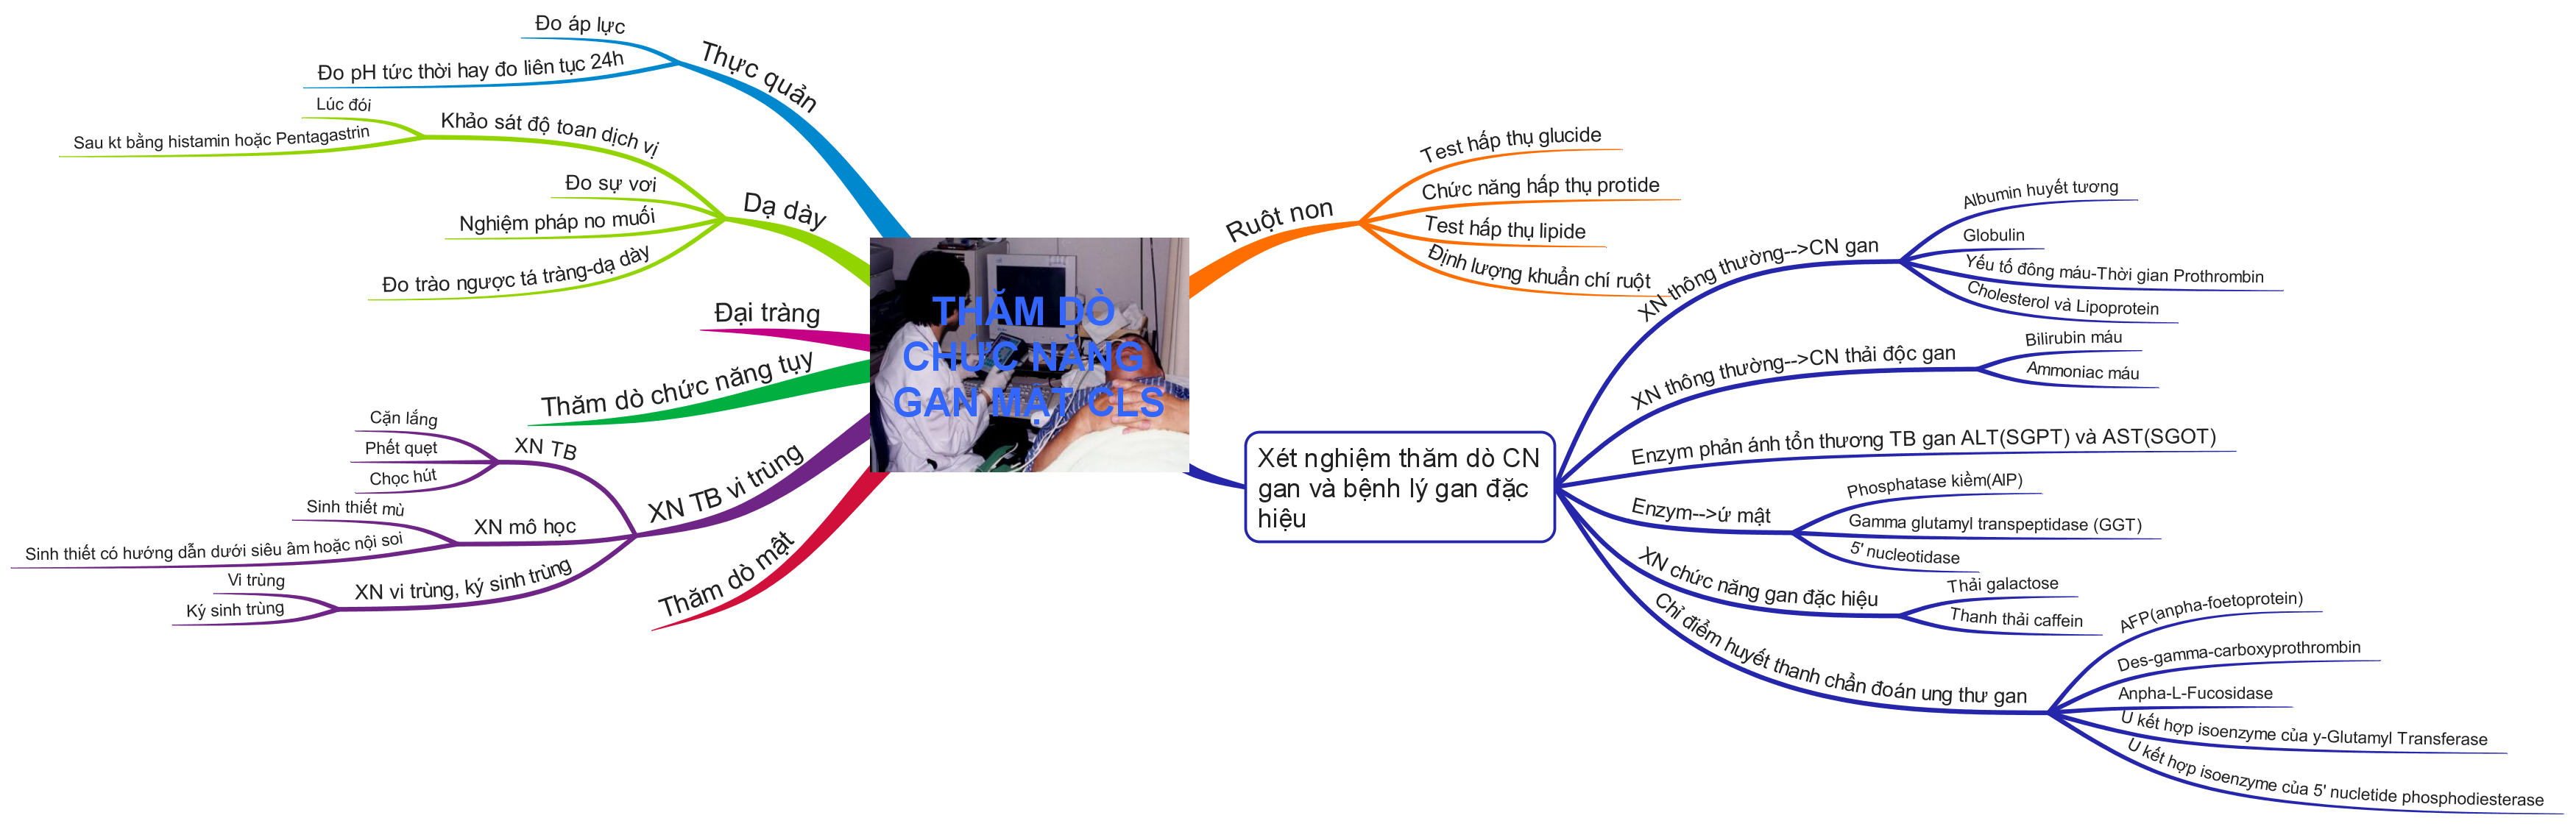 THĂM DÒ
CHỨC NĂNG
GAN MẬT CLS
Thực quản
Đo áp lực
Đo pH tức thời hay đo liên tục 24h
Dạ dày
Khảo sát độ toan dịch vị
Lúc đói
Sau kt bằng histamin hoặc Pentagastrin
Đo sự vơi
Nghiệm pháp no muối
Đo trào ngược tá tràng-dạ dày
Đại tràng
Thăm dò chức năng tụy
XN TB vi trùng
XN TB
Cặn lắng
Phết quẹt
Chọc hút
XN mô học
Sinh thiết mù
Sinh thiết có hướng dẫn dưới siêu âm hoặc nội soi
XN vi trùng, ký sinh trùng
Vi trùng
Ký sinh trùng
Thăm dò mật
Ruột non
Test hấp thụ glucide
Chức năng hấp thụ protide
Test hấp thụ lipide
Định lượng khuẩn chí ruột
Xét nghiệm thăm dò CN
gan và bệnh lý gan đặc
hiệu
XN thông thường-->CN gan
Albumin huyết tương
Globulin
Yếu tố đông máu-Thời gian Prothrombin
Cholesterol và Lipoprotein
XN thông thường-->CN thải độc gan
Bilirubin máu
Ammoniac máu
Enzym phản ánh tổn thương TB gan ALT(SGPT) và AST(SGOT)
Enzym-->ứ mật
Phosphatase kiềm(AIP)
Gamma glutamyl transpeptidase (GGT)
5' nucleotidase
XN chức năng gan đặc hiệu
Thải galactose
Thanh thải caffein
Chỉ điểm huyết thanh chẩn đoán ung thư gan
AFP(anpha-foetoprotein)
Des-gamma-carboxyprothrombin
Anpha-L-Fucosidase
U kết hợp isoenzyme của y-Glutamyl Transferase
U kết hợp isoenzyme của 5' nucletide phosphodiesterase